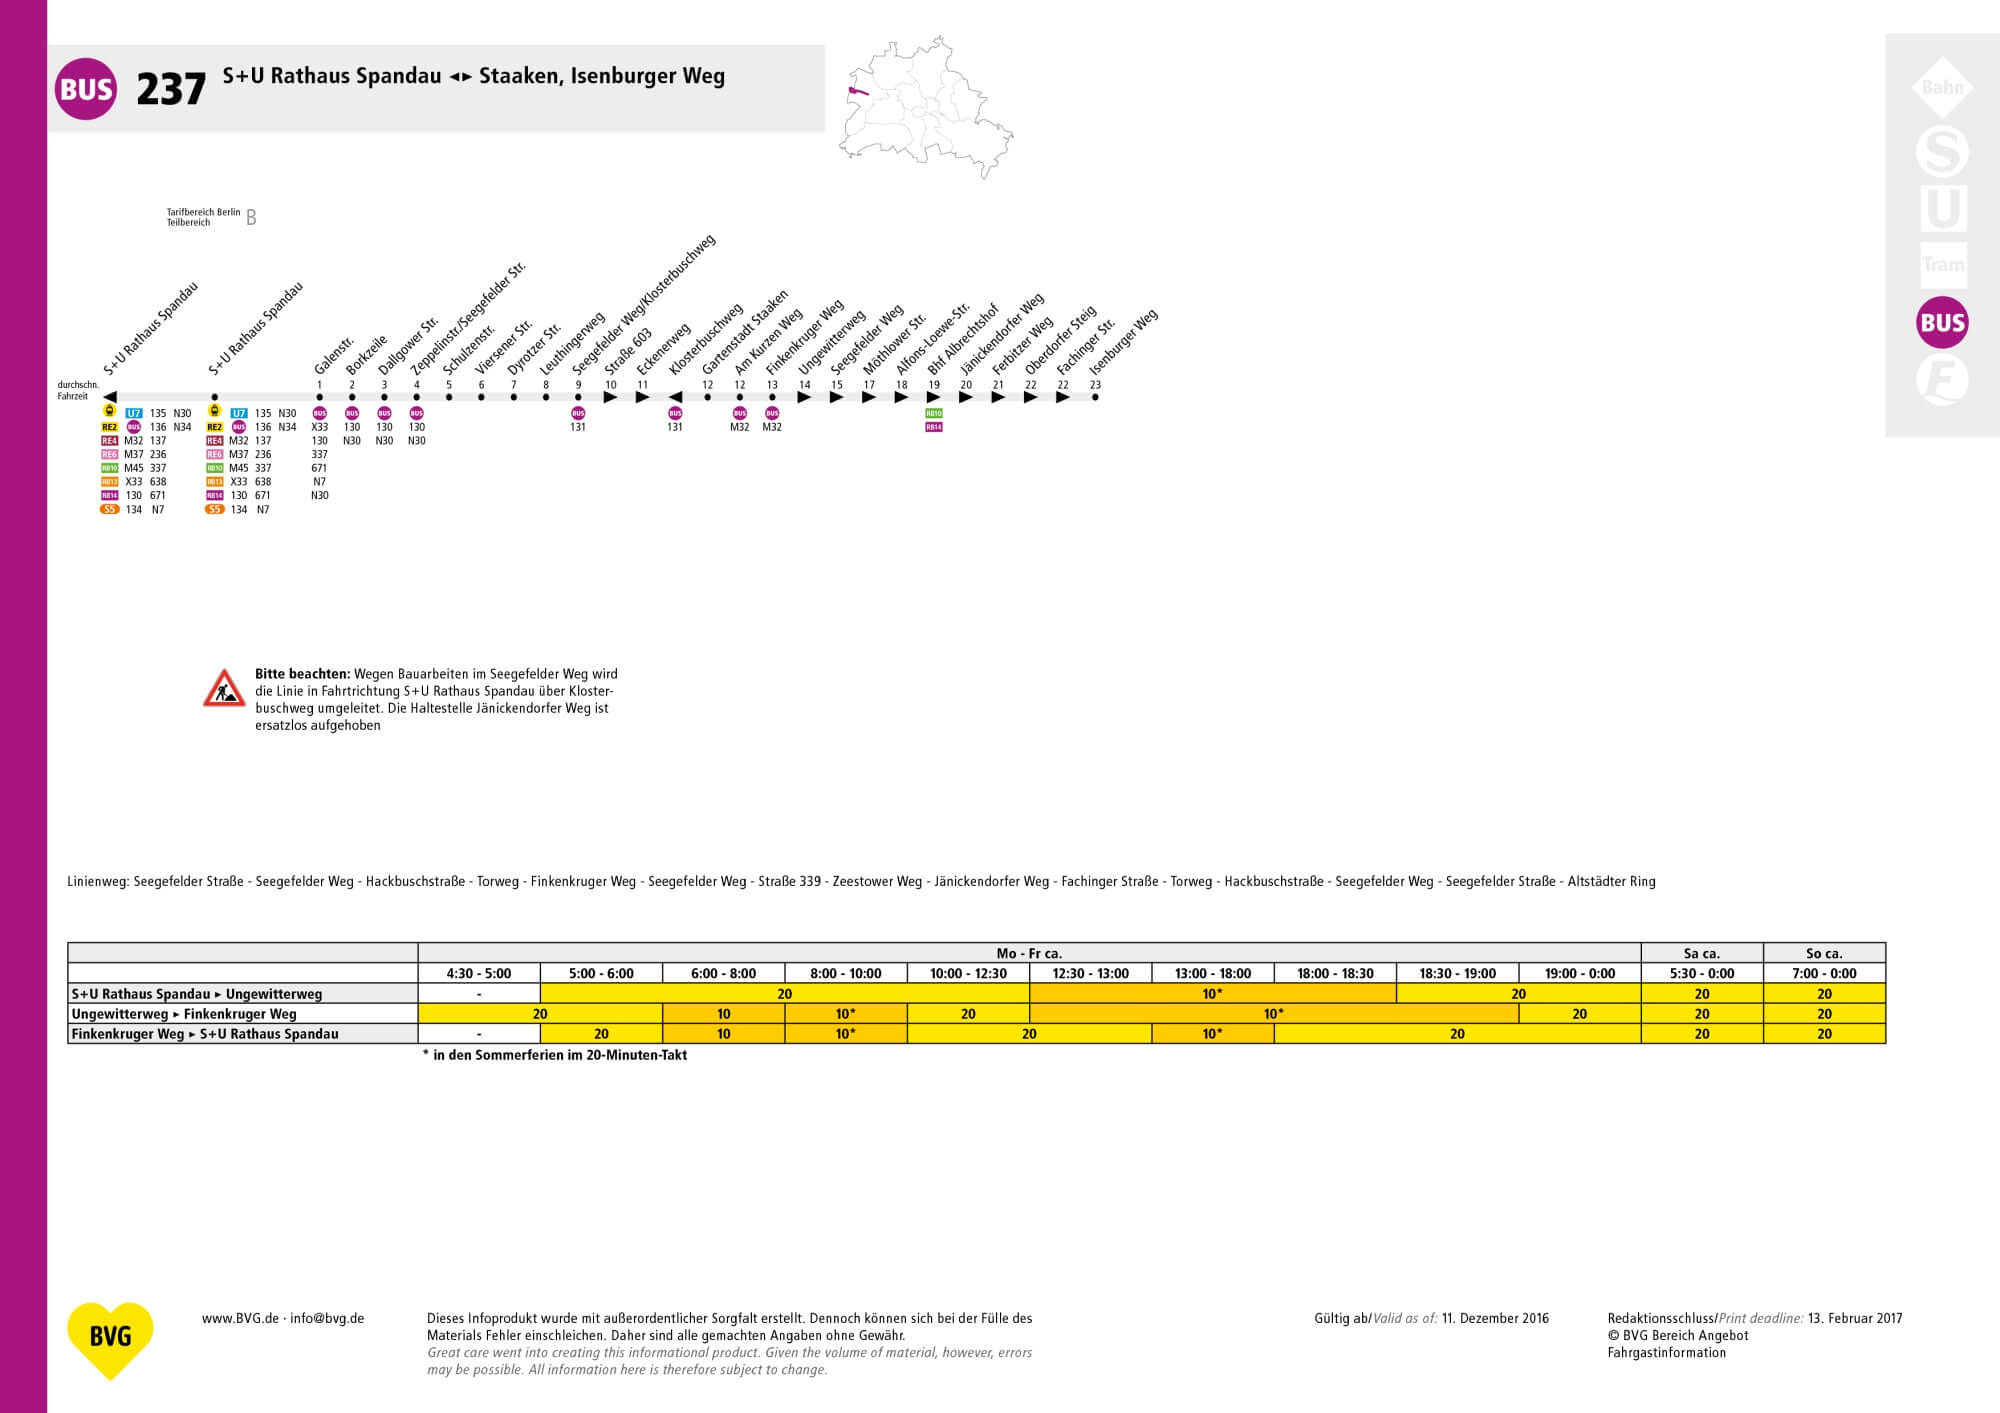 BUS 237 S+U Rathaus Spandau ◂▸ Staaken, Isenburger Weg
Bahn
S
U
Tram
BUS
F
Tarifbereich Berlin
Teilbereich B
S+U Rathaus Spandau
S+U Rathaus Spandau
Galenstr.
Borkzeile
Dallgower Str.
Zeppelinstr./Seegefelder Str.
Schulzenstr.
Viersener Str.
Dyrotzer Str.
Leuthingerweg
Seegefelder Weg/Klosterbuschweg
Straße 603
Eckenerweg
Klosterbuschweg
Gartenstadt Staaken
Am Kurzen Weg
Finkenkruger Weg
Ungewitterweg
Seegefelder Weg
Möthlower Str.
Alfons-Loewe-Str.
Bhf Albrechtshof
Jänickendorfer Weg
Ferbitzer Weg
Oberdorfer Steig
Fachinger Str.
Isenburger Weg
durchschn.
Fahrzeit
1 2 3 4 5 6 7 8 9 10 11 12 12 13 14 15 17 18 19 20 21 22 22 23
U7 135 N30 U7 135 N30 BUS BUS BUS BUS BUS BUS BUS BUS RB10
RE2 BUS 136 N34 RE2 BUS 136 N34 X33 130 130 130 131 131 M32 M32 RB14
RE4 M32 137 RE4 M32 137 130 N30 N30 N30
RE6 M37 236 RE6 M37 236 337
RB10 M45 337 RB10 M45 337 671
RB13 X33 638 RB13 X33 638 N7
RB14 130 671 RB14 130 671 N30
S5 134 N7 S5 134 N7
Bitte beachten: Wegen Bauarbeiten im Seegefelder Weg wird
die Linie in Fahrtrichtung S+U Rathaus Spandau über Kloster-
buschweg umgeleitet. Die Haltestelle Jänickendorfer Weg ist
ersatzlos aufgehoben
Linienweg: Seegefelder Straße - Seegefelder Weg - Hackbuschstraße - Torweg - Finkenkruger Weg - Seegefelder Weg - Straße 339 - Zeestower Weg - Jänickendorfer Weg - Fachinger Straße - Torweg - Hackbuschstraße - Seegefelder Weg - Seegefelder Straße - Altstädter Ring
Mo - Fr ca. Sa ca. So ca.
4:30 - 5:00 5:00 - 6:00 6:00 - 8:00 8:00 - 10:00 10:00 - 12:30 12:30 - 13:00 13:00 - 18:00 18:00 - 18:30 18:30 - 19:00 19:00 - 0:00 5:30 - 0:00 7:00 - 0:00
S+U Rathaus Spandau ▸ Ungewitterweg - 20 10* 20 20 20
Ungewitterweg ▸ Finkenkruger Weg 20 10 10* 20 10* 20 20 20
Finkenkruger Weg ▸ S+U Rathaus Spandau - 20 10 10* 20 10* 20 20 20
* in den Sommerferien im 20-Minuten-Takt
BVG
www.BVG.de · info@bvg.de
Dieses Infoprodukt wurde mit außerordentlicher Sorgfalt erstellt. Dennoch können sich bei der Fülle des
Materials Fehler einschleichen. Daher sind alle gemachten Angaben ohne Gewähr.
Great care went into creating this informational product. Given the volume of material, however, errors
may be possible. All information here is therefore subject to change.
Gültig ab/Valid as of: 11. Dezember 2016
Redaktionsschluss/Print deadline: 13. Februar 2017
© BVG Bereich Angebot
Fahrgastinformation